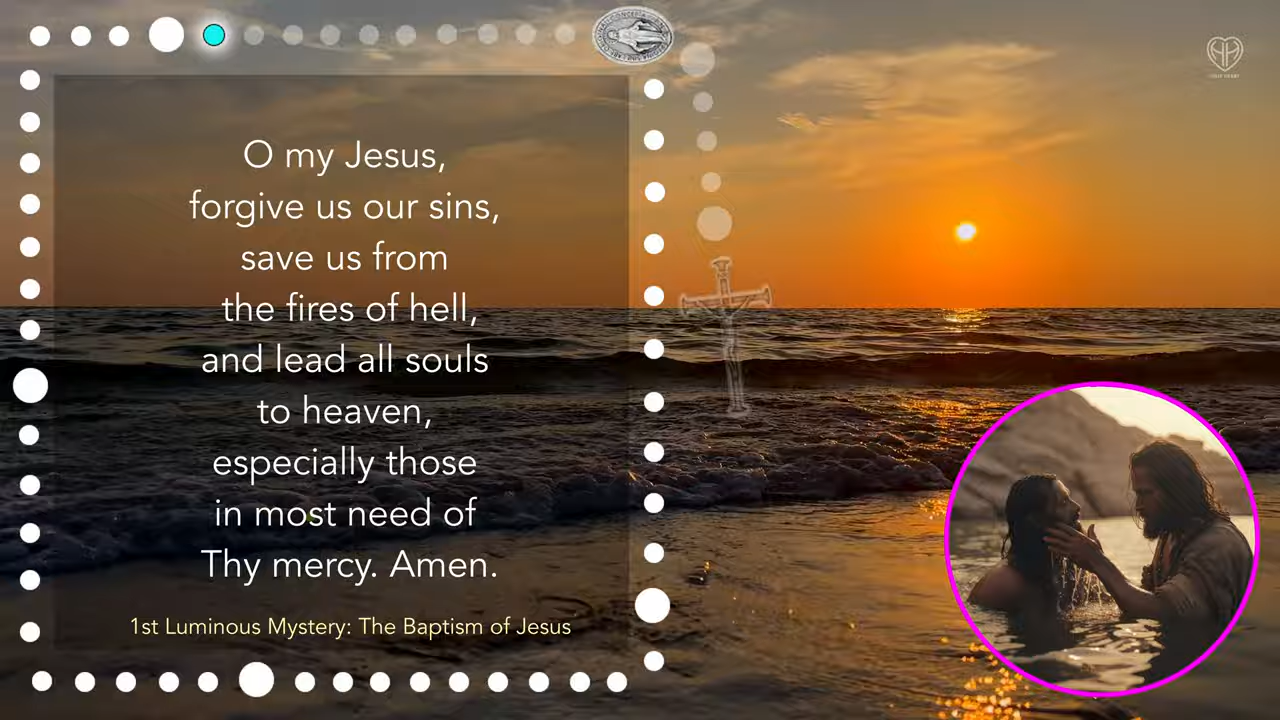 O my Jesus,
forgive us our sins,
save us from
the fires of hell,
and lead all souls
to heaven,
especially those
in most need of
Thy mercy. Amen.
1st Luminous Mystery: The Baptism of Jesus